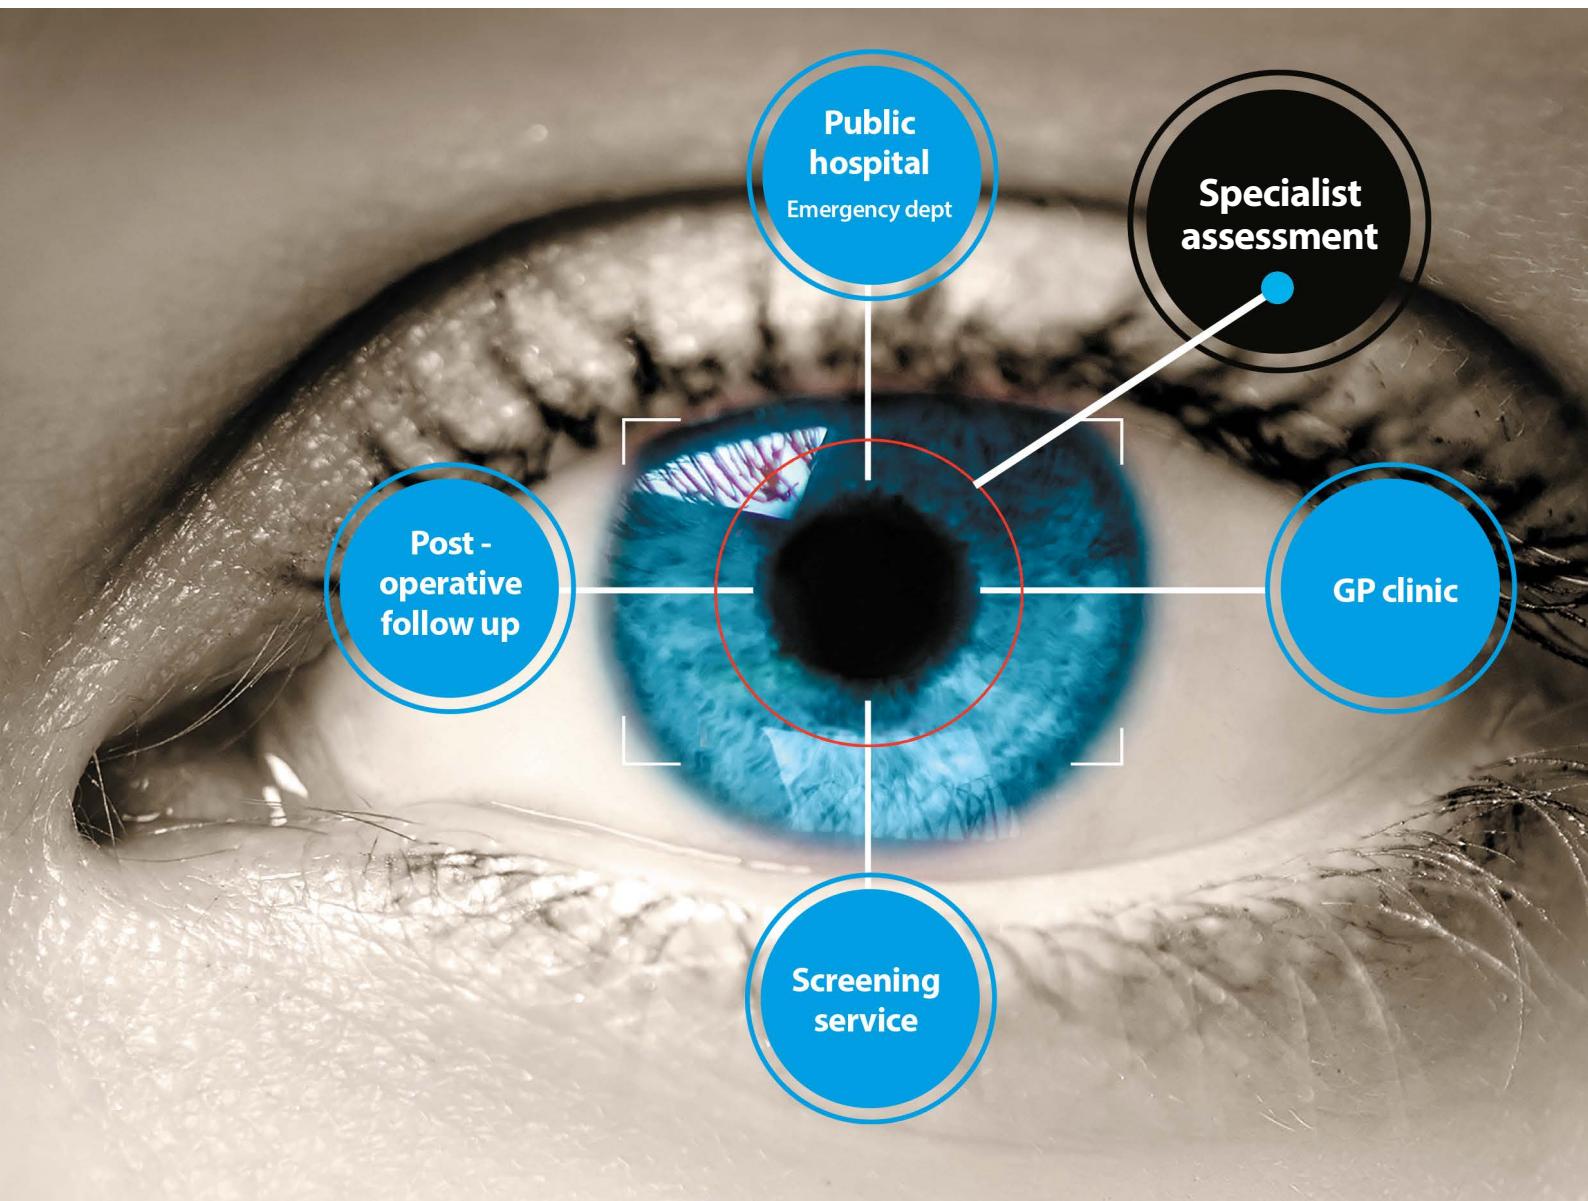 Public
hospital
Emergency dept
Specialist
assessment
Post -
operative
follow up
GP clinic
Screening
service